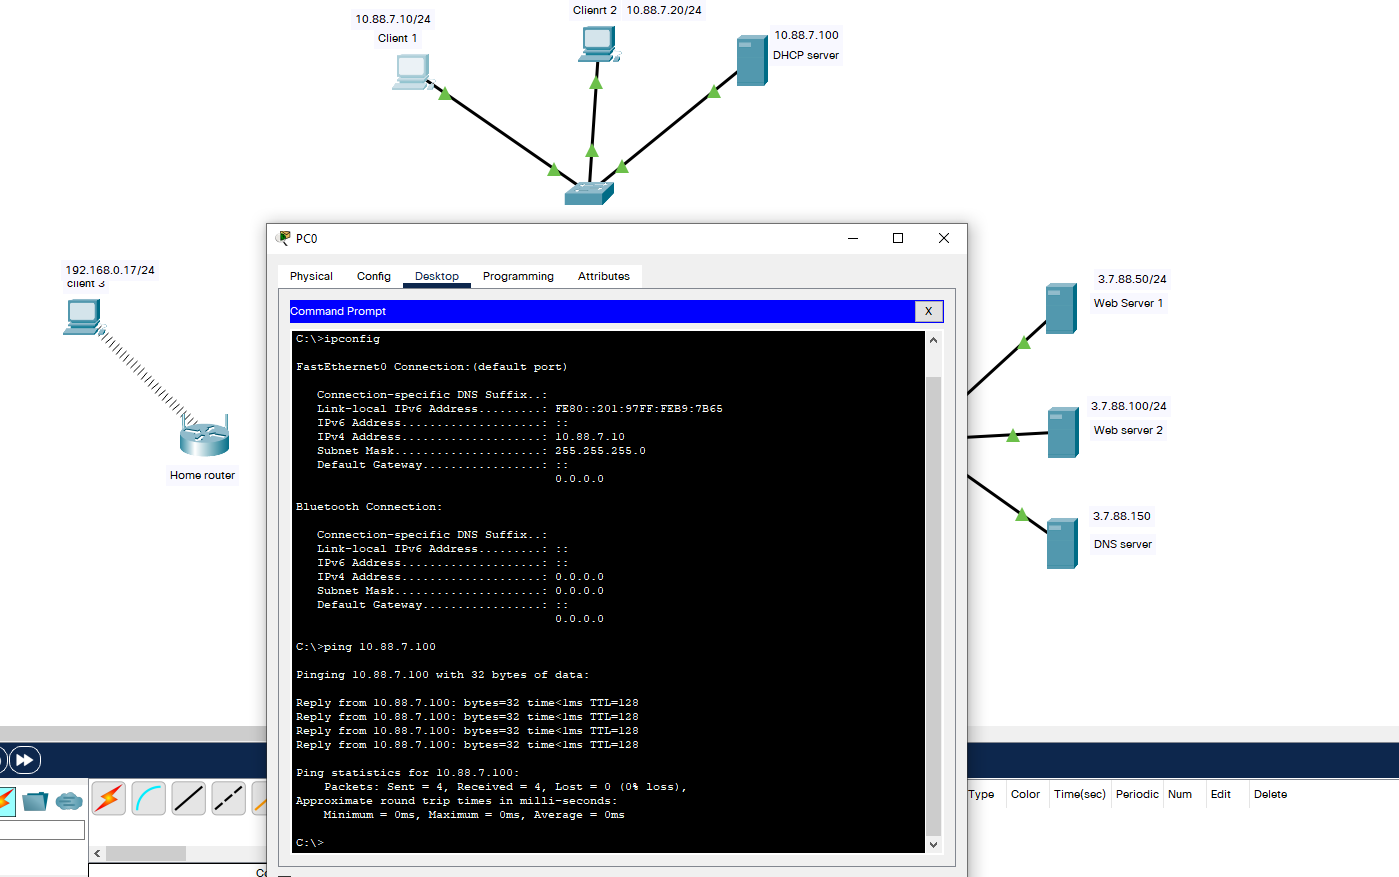 Clienrt 2 10.88.7.20/24
10.88.7.10/24
Client 1
10.88.7.100
DHCP server
192.168.0.17/24
client 3
Home router
3.7.88.50/24
Web Server 1
3.7.88.100/24
Web server 2
3.7.88.150
DNS server
PC0
Physical Config Desktop Programming Attributes
Command Prompt X
C:\>ipconfig
FastEthernet0 Connection:(default port)
Connection-specific DNS Suffix..:
Link-local IPv6 Address.........: FE80::201:97FF:FEB9:7B65
IPv6 Address....................: ::
IPv4 Address....................: 10.88.7.10
Subnet Mask.....................: 255.255.255.0
Default Gateway.................: ::
0.0.0.0
Bluetooth Connection:
Connection-specific DNS Suffix..:
Link-local IPv6 Address.........: ::
IPv6 Address....................: ::
IPv4 Address....................: 0.0.0.0
Subnet Mask.....................: 0.0.0.0
Default Gateway.................: ::
0.0.0.0
C:\>ping 10.88.7.100
Pinging 10.88.7.100 with 32 bytes of data:
Reply from 10.88.7.100: bytes=32 time<1ms TTL=128
Reply from 10.88.7.100: bytes=32 time<1ms TTL=128
Reply from 10.88.7.100: bytes=32 time<1ms TTL=128
Reply from 10.88.7.100: bytes=32 time<1ms TTL=128
Ping statistics for 10.88.7.100:
Packets: Sent = 4, Received = 4, Lost = 0 (0% loss),
Approximate round trip times in milli-seconds:
Minimum = 0ms, Maximum = 0ms, Average = 0ms
C:\>
Type Color Time(sec) Periodic Num Edit Delete